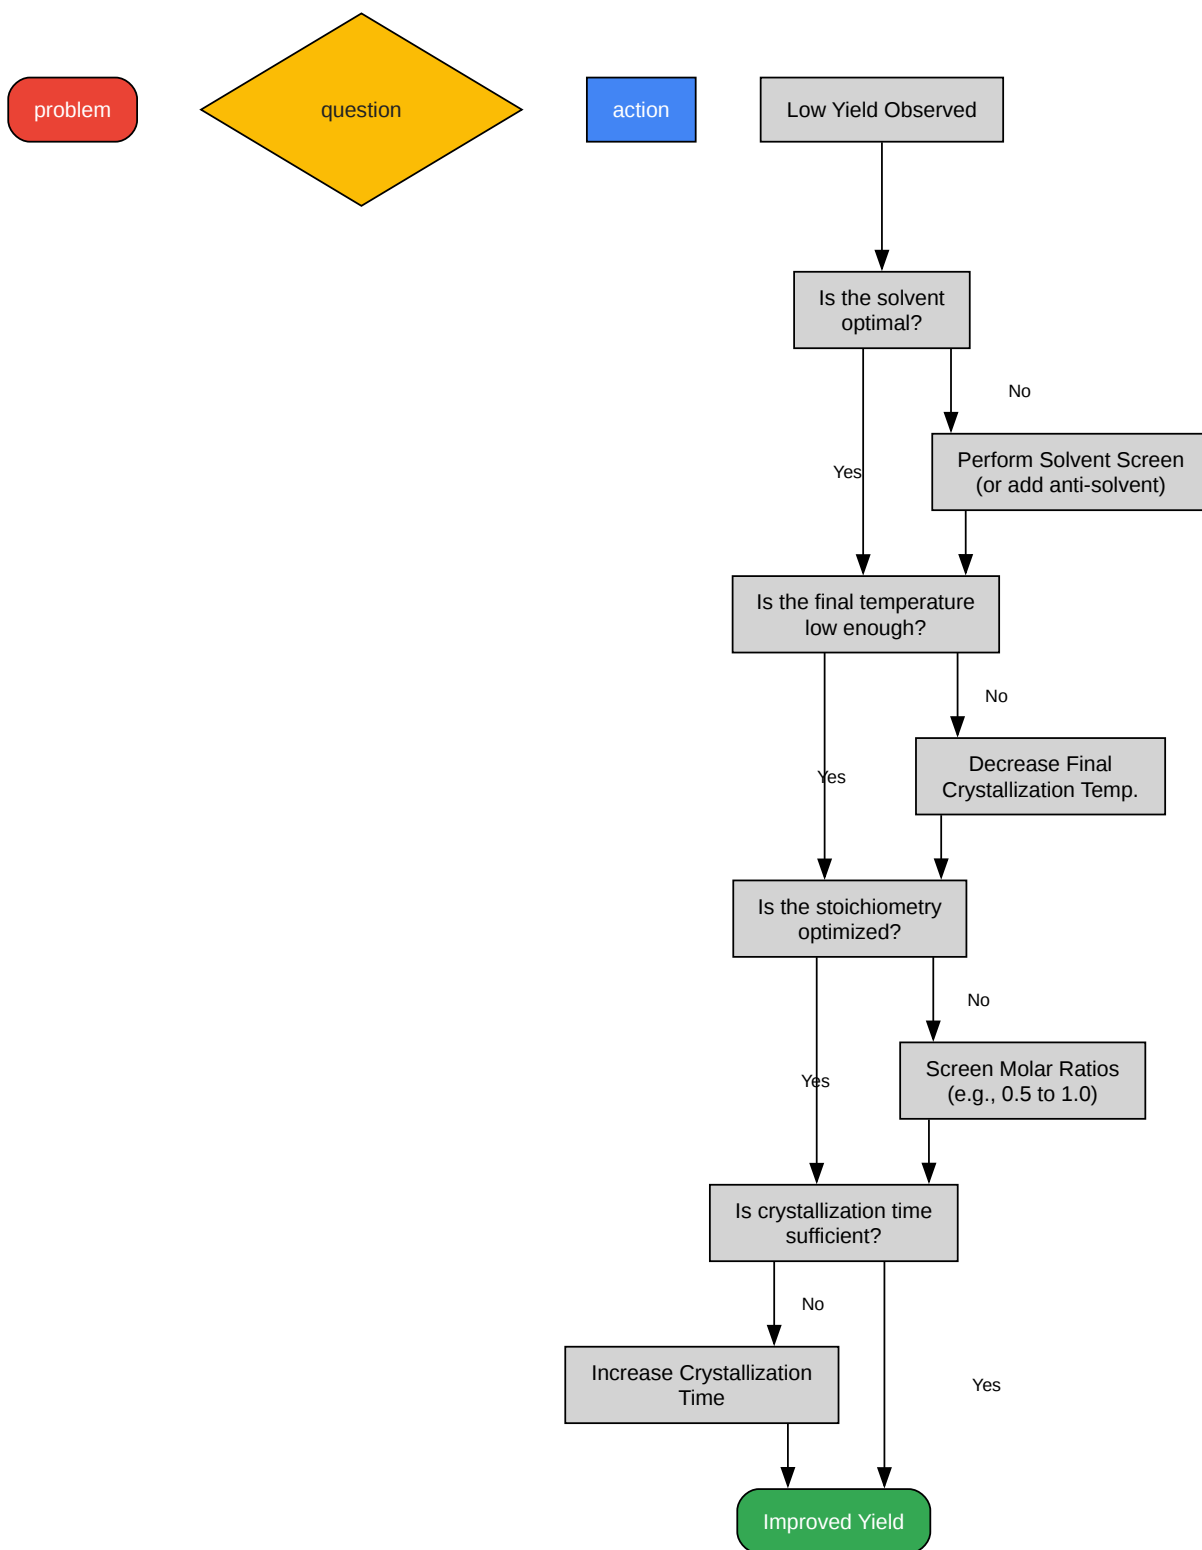 problem
question
action
Low Yield Observed
Is the solvent
optimal?
No
Yes
Perform Solvent Screen
(or add anti-solvent)
Is the final temperature
low enough?
No
Yes
Decrease Final
Crystallization Temp.
Is the stoichiometry
optimized?
No
Yes
Screen Molar Ratios
(e.g., 0.5 to 1.0)
Is crystallization time
sufficient?
No
Increase Crystallization
Time
Yes
Improved Yield